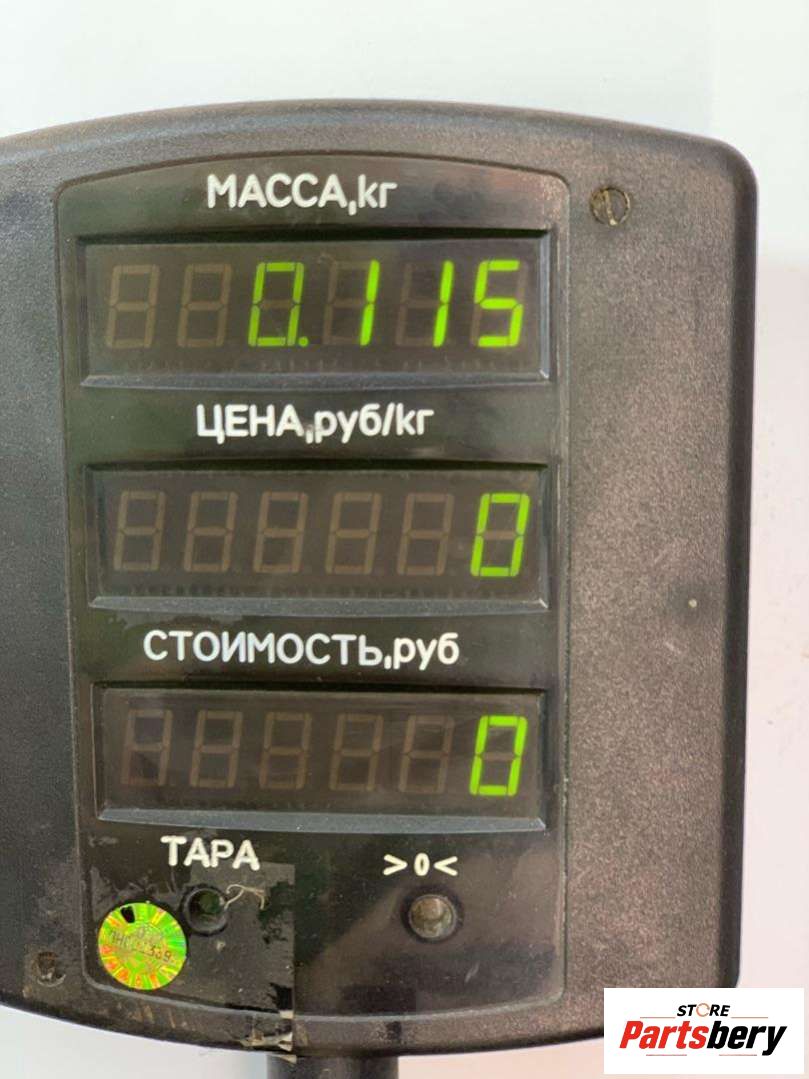 МАССА,кг
0.115
ЦЕНА,руб/кг
0
СТОИМОСТЬ,руб
0
ТАРА >0<
STORE
Partsbery